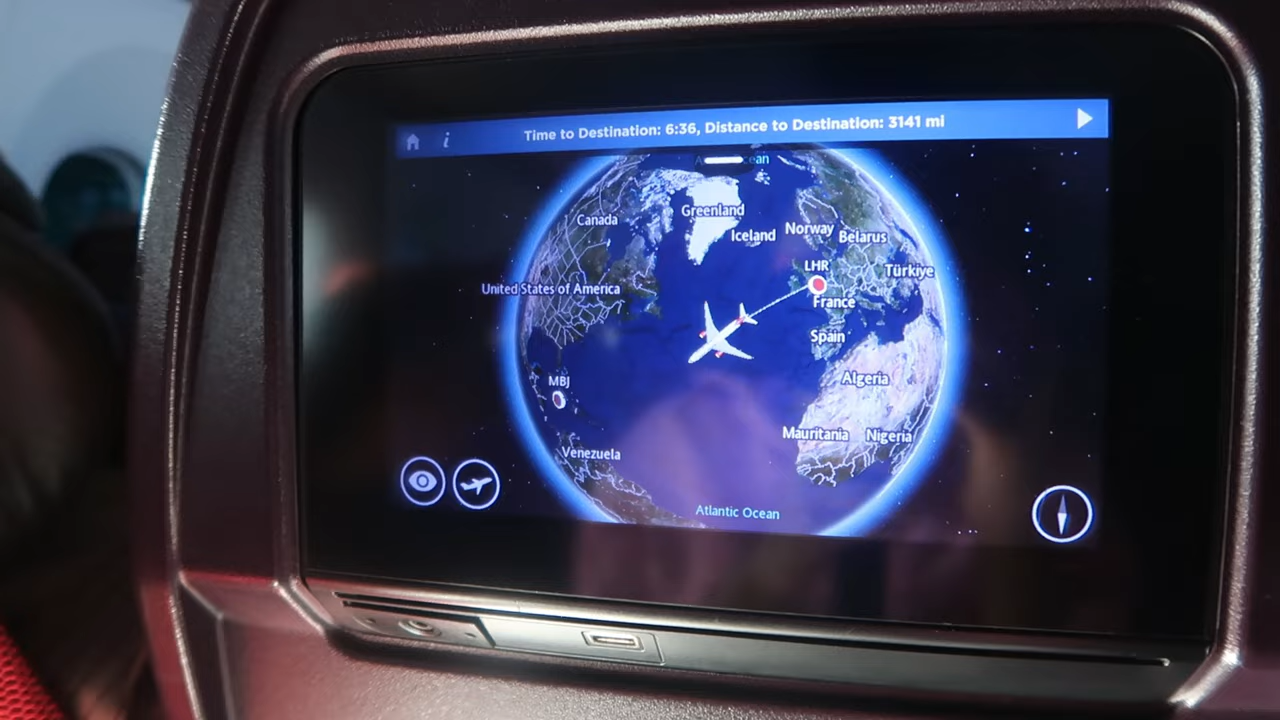 i
Time to Destination: 6:36, Distance to Destination: 3141 mi
ean
Canada
Greenland
Iceland
Norway
Belarus
LHR
Türkiye
United States of America
France
Spain
MBJ
Algeria
Mauritania
Nigeria
Venezuela
Atlantic Ocean